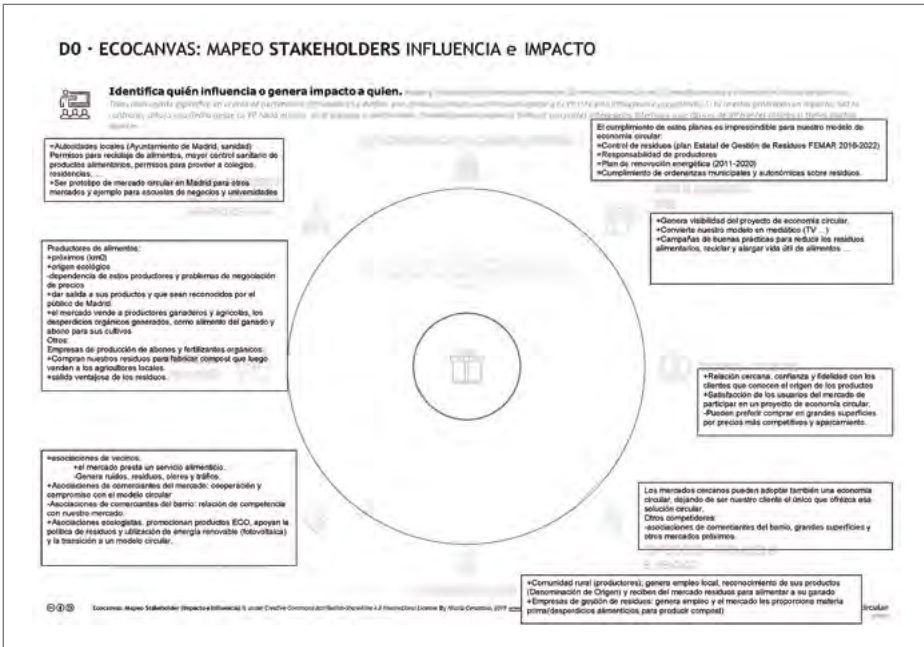 D0 · ECOCANVAS: MAPEO STAKEHOLDERS INFLUENCIA e IMPACTO
Identifica quién influencia o genera impacto a quien.
+Autoridades locales (Ayuntamiento de Madrid, sanidad)
Permisos para reciclaje de alimentos, mayor control sanitario de
productos alimentarios, permisos para proveer a colegios,
residencias, ...
+Ser prototipo de mercado circular en Madrid para otros
mercados y ejemplo para escuelas de negocios y universidades
El cumplimiento de estos planes es imprescindible para nuestro modelo de
economía circular:
+Control de residuos (plan Estatal de Gestión de Residuos FEMAR 2016-2022)
+Responsabilidad de productores
+Plan de renovación energética (2011-2020)
+Cumplimiento de ordenanzas municipales y autonómicas sobre residuos.
+Genera visibilidad del proyecto de economía circular.
+Convierte nuestro modelo en mediático (TV ...)
+Campañas de buenas prácticas para reducir los residuos
alimentarios, reciclar y alargar vida útil de alimentos ...
Productores de alimentos:
+próximos (km0)
+origen ecológico
-dependencia de estos productores y problemas de negociación
de precios
+dar salida a sus productos y que sean reconocidos por el
público de Madrid.
+el mercado vende a productores ganaderos y agrícolas, los
desperdicios orgánicos generados, como alimento del ganado y
abono para sus cultivos
Otros:
Empresas de producción de abonos y fertilizantes orgánicos:
+Compran nuestros residuos para fabricar compost que luego
venden a los agricultores locales.
+salida ventajosa de los residuos.
+Relación cercana, confianza y fidelidad con los
clientes que conocen el origen de los productos
+Satisfacción de los usuarios del mercado de
participar en un proyecto de economía circular.
-Pueden preferir comprar en grandes superficies
por precios más competitivos y aparcamiento.
+asociaciones de vecinos:
+el mercado presta un servicio alimenticio.
-Genera ruidos, residuos, olores y tráfico.
+Asociaciones de comerciantes del mercado: cooperación y
compromiso con el modelo circular
-Asociaciones de comerciantes del barrio: relación de competencia
con nuestro mercado
+Asociaciones ecologistas, promocionan productos ECO, apoyan la
política de residuos y utilización de energía renovable (fotovoltaica)
y la transición a un modelo circular.
Los mercados cercanos pueden adoptar también una economía
circular, dejando de ser nuestro cliente el único que ofrezca esa
solución circular.
Otros competidores:
-asociaciones de comerciantes del barrio, grandes superficies y
otros mercados próximos.
+Comunidad rural (productores): genera empleo local, reconocimiento de sus productos
(Denominación de Origen) y reciben del mercado residuos para alimentar a su ganado
+Empresas de gestión de residuos: genera empleo y el mercado les proporciona materia
prima/desperdicios alimenticios para producir compost)